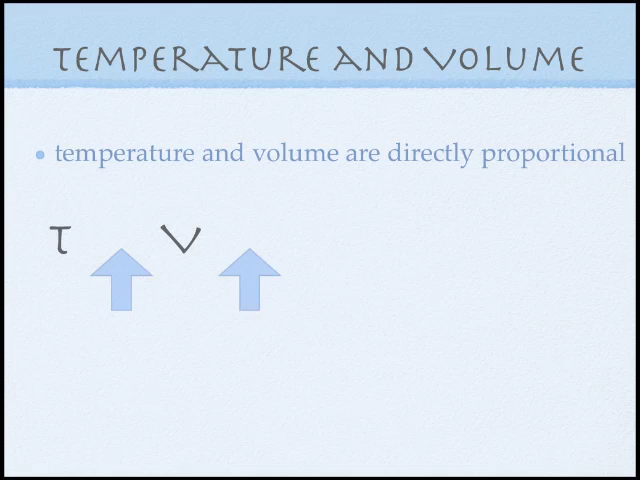 Temperature and Volume
• temperature and volume are directly proportional
T V